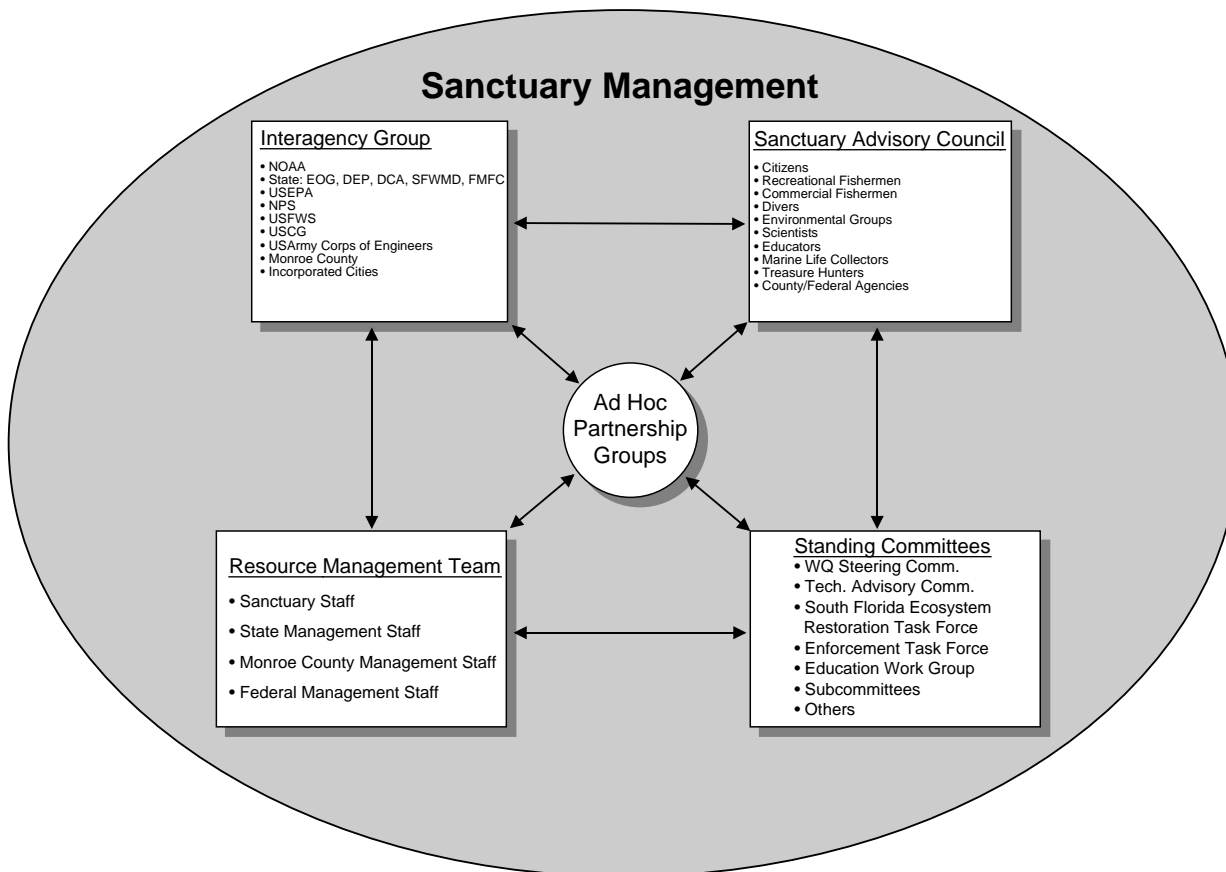 Sanctuary Management
Interagency Group
• NOAA
• State: EOG, DEP, DCA, SFWMD, FMFC
• USEPA
• NPS
• USFWS
• USCG
• USArmy Corps of Engineers
• Monroe County
• Incorporated Cities
Sanctuary Advisory Council
• Citizens
• Recreational Fishermen
• Commercial Fishermen
• Divers
• Environmental Groups
• Scientists
• Educators
• Marine Life Collectors
• Treasure Hunters
• County/Federal Agencies
Ad Hoc
Partnership
Groups
Resource Management Team
• Sanctuary Staff
• State Management Staff
• Monroe County Management Staff
• Federal Management Staff
Standing Committees
• WQ Steering Comm.
• Tech. Advisory Comm.
• South Florida Ecosystem
Restoration Task Force
• Enforcement Task Force
• Education Work Group
• Subcommittees
• Others